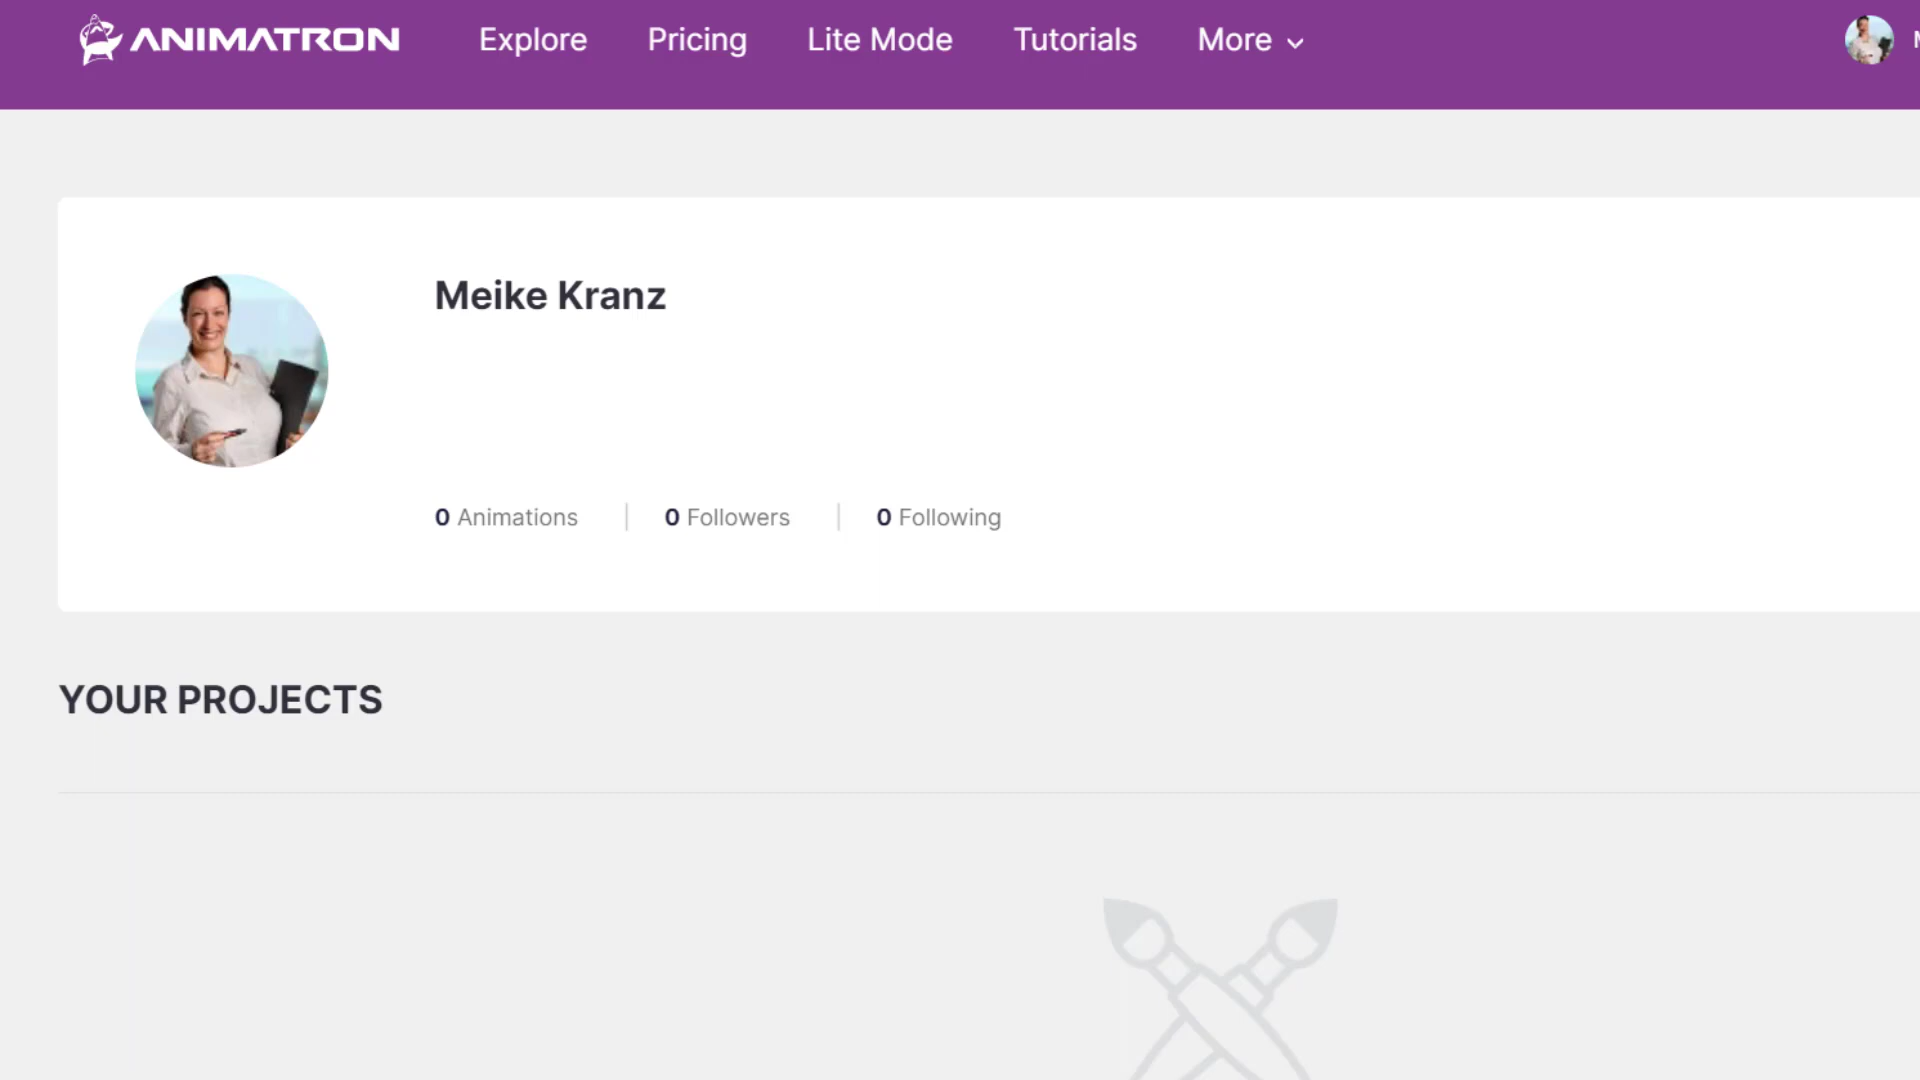 ANIMATRON Explore Pricing Lite Mode Tutorials More
Meike Kranz
0 Animations 0 Followers 0 Following
YOUR PROJECTS